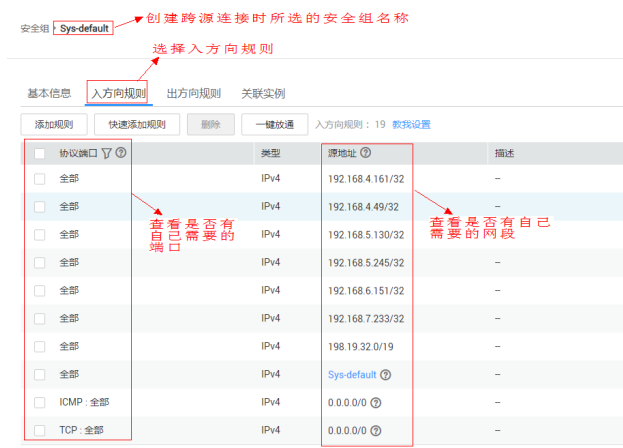 安全组 › Sys-default 创建跨源连接时所选的安全组名称
选择入方向规则
基本信息 入方向规则 出方向规则 关联实例
添加规则 快速添加规则 删除 一键放通 入方向规则：19 教我设置
协议端口 类型 源地址 描述
全部 IPv4 192.168.4.161/32 --
全部 IPv4 192.168.4.49/32 --
查看是否有
自己需要的
端口
查看是否有自己
需要的网段
全部 IPv4 192.168.5.130/32 --
全部 IPv4 192.168.5.245/32 --
全部 IPv4 192.168.6.151/32 --
全部 IPv4 192.168.7.233/32 --
全部 IPv4 198.19.32.0/19 --
全部 IPv4 Sys-default --
ICMP : 全部 IPv4 0.0.0.0/0 --
TCP : 全部 IPv4 0.0.0.0/0 --